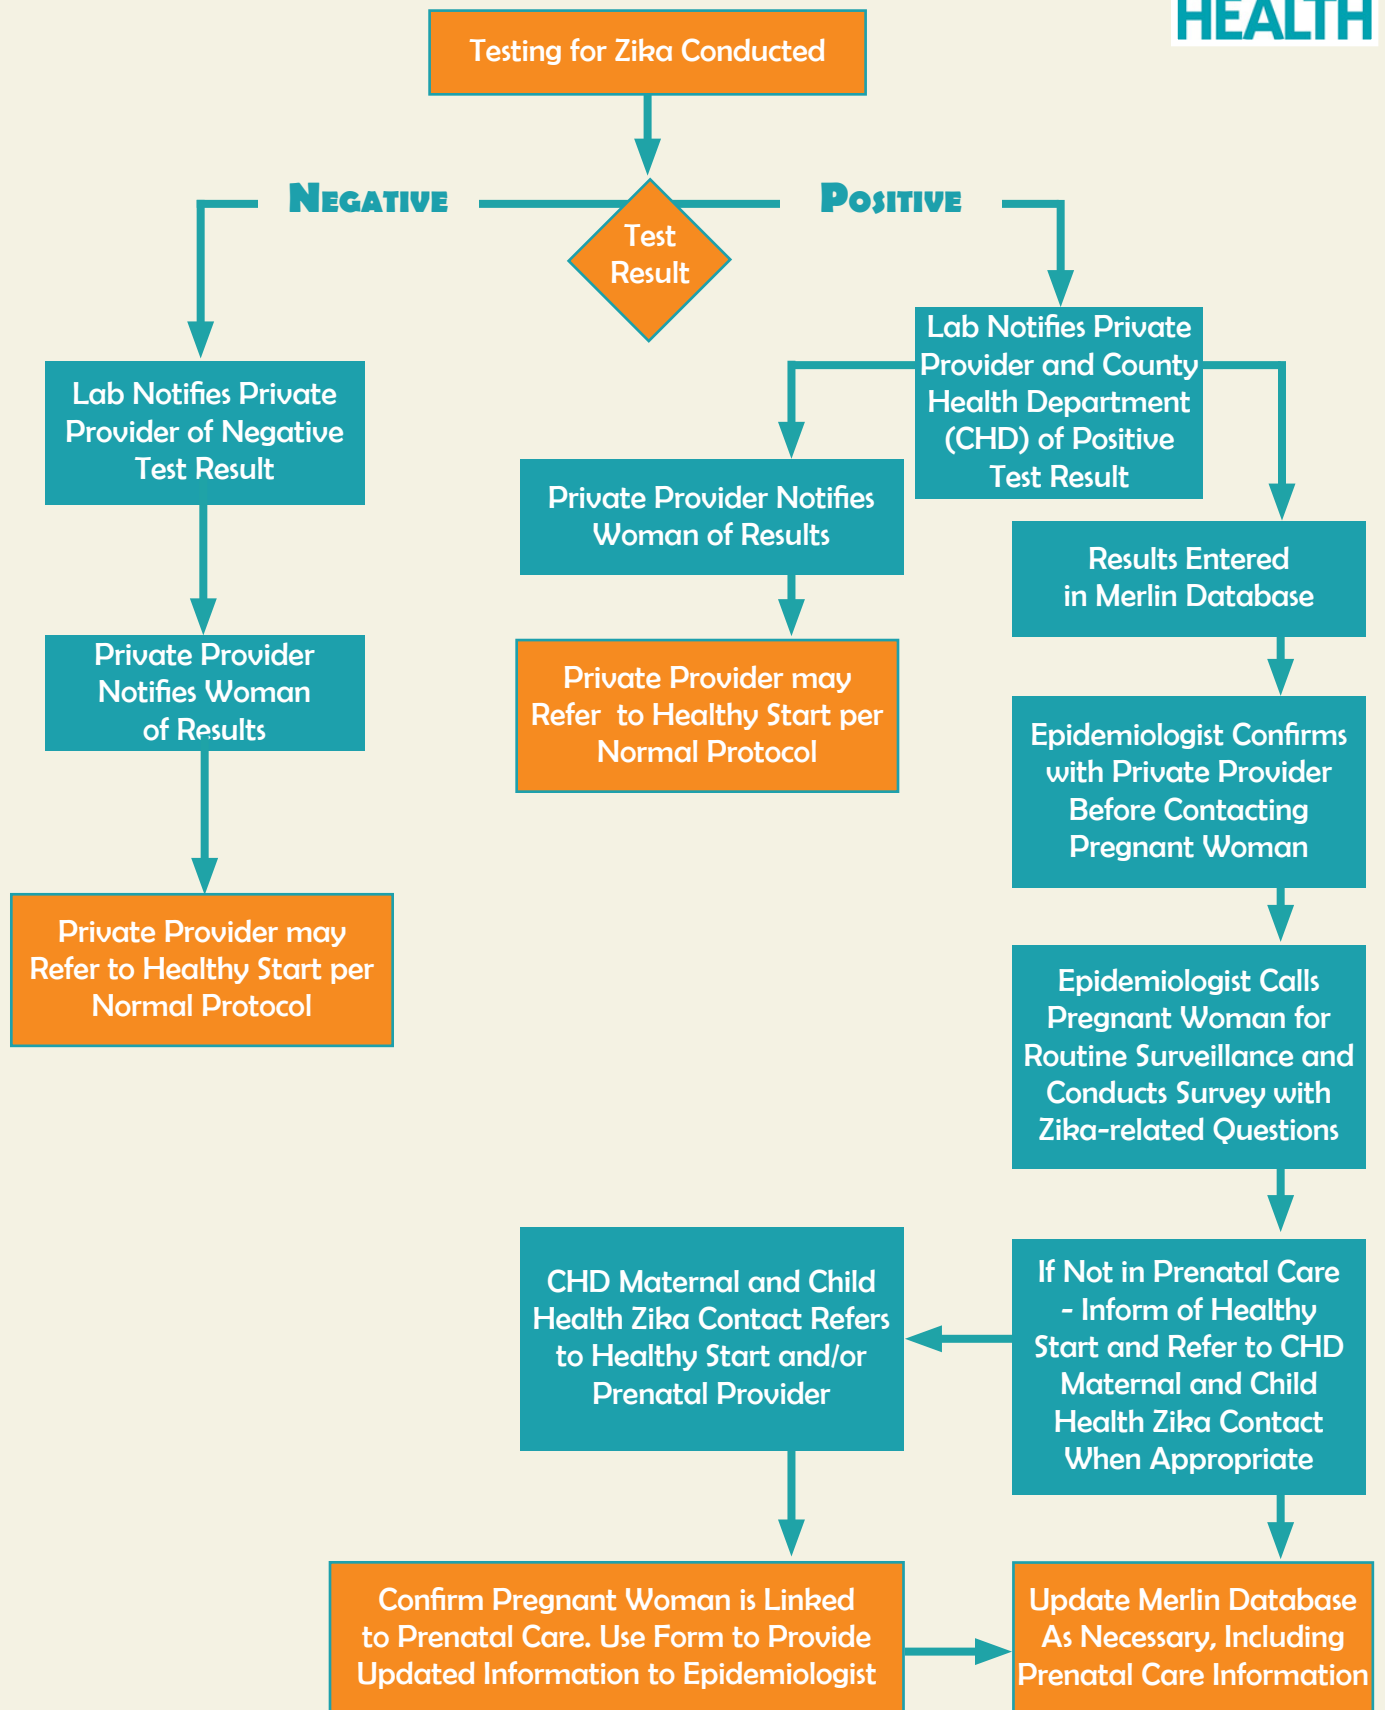 HEALTH
Testing for Zika Conducted
NEGATIVE
POSITIVE
Test
Result
Lab Notifies Private
Provider of Negative
Test Result
Private Provider
Notifies Woman
of Results
Private Provider may
Refer to Healthy Start per
Normal Protocol
Lab Notifies Private
Provider and County
Health Department
(CHD) of Positive
Test Result
Private Provider Notifies
Woman of Results
Private Provider may
Refer to Healthy Start per
Normal Protocol
Results Entered
in Merlin Database
Epidemiologist Confirms
with Private Provider
Before Contacting
Pregnant Woman
Epidemiologist Calls
Pregnant Woman for
Routine Surveillance and
Conducts Survey with
Zika-related Questions
If Not in Prenatal Care
- Inform of Healthy
Start and Refer to CHD
Maternal and Child
Health Zika Contact
When Appropriate
CHD Maternal and Child
Health Zika Contact Refers
to Healthy Start and/or
Prenatal Provider
Confirm Pregnant Woman is Linked
to Prenatal Care. Use Form to Provide
Updated Information to Epidemiologist
Update Merlin Database
As Necessary, Including
Prenatal Care Information